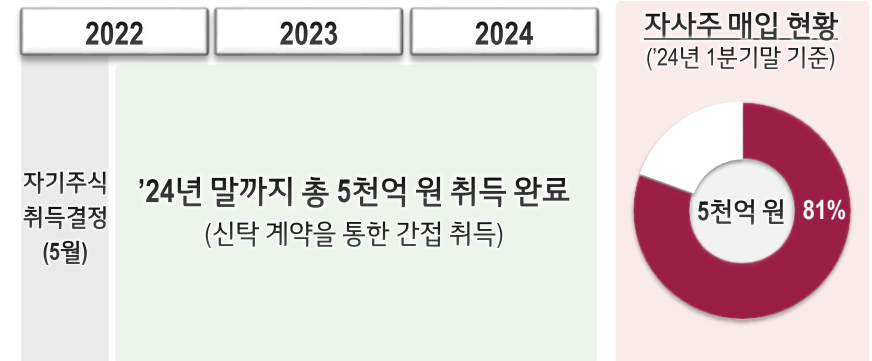 2022
2023
2024
자기주식
취득결정
(5월)
’24년 말까지 총 5천억 원 취득 완료
(신탁 계약을 통한 간접 취득)
자사주 매입 현황
(’24년 1분기말 기준)
5천억 원
81%